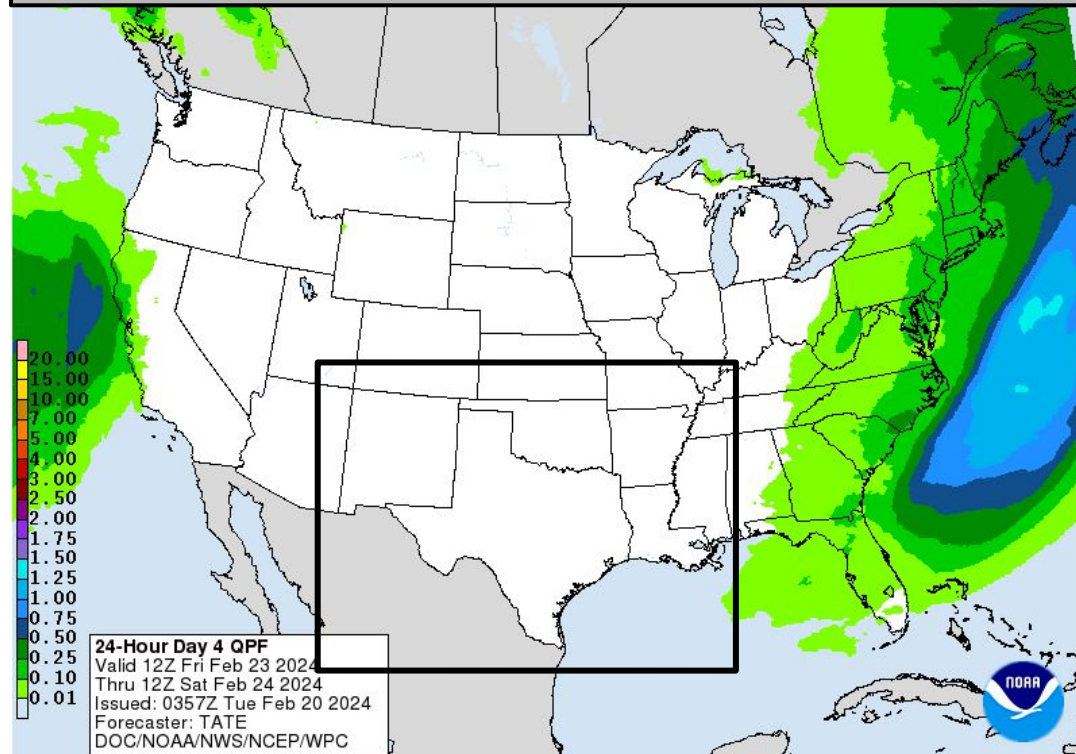 20.00
15.00
10.00
7.00
5.00
4.00
3.00
2.50
2.00
1.75
1.50
1.25
1.00
0.75
0.50
0.25
0.10
0.01
24-Hour Day 4 QPF
Valid 12Z Fri Feb 23 2024
Thru 12Z Sat Feb 24 2024
Issued: 0357Z Tue Feb 20 2024
Forecaster: TATE
DOC/NOAA/NWS/NCEP/WPC
NOAA